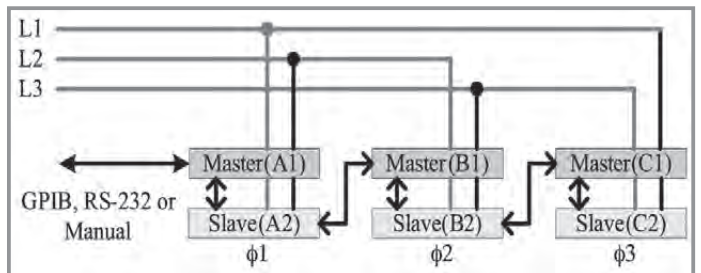 L1
L2
L3
Master(A1) Master(B1) Master(C1)
GPIB, RS-232 or
Manual
Slave(A2) Slave(B2) Slave(C2)
ϕ1 ϕ2 ϕ3